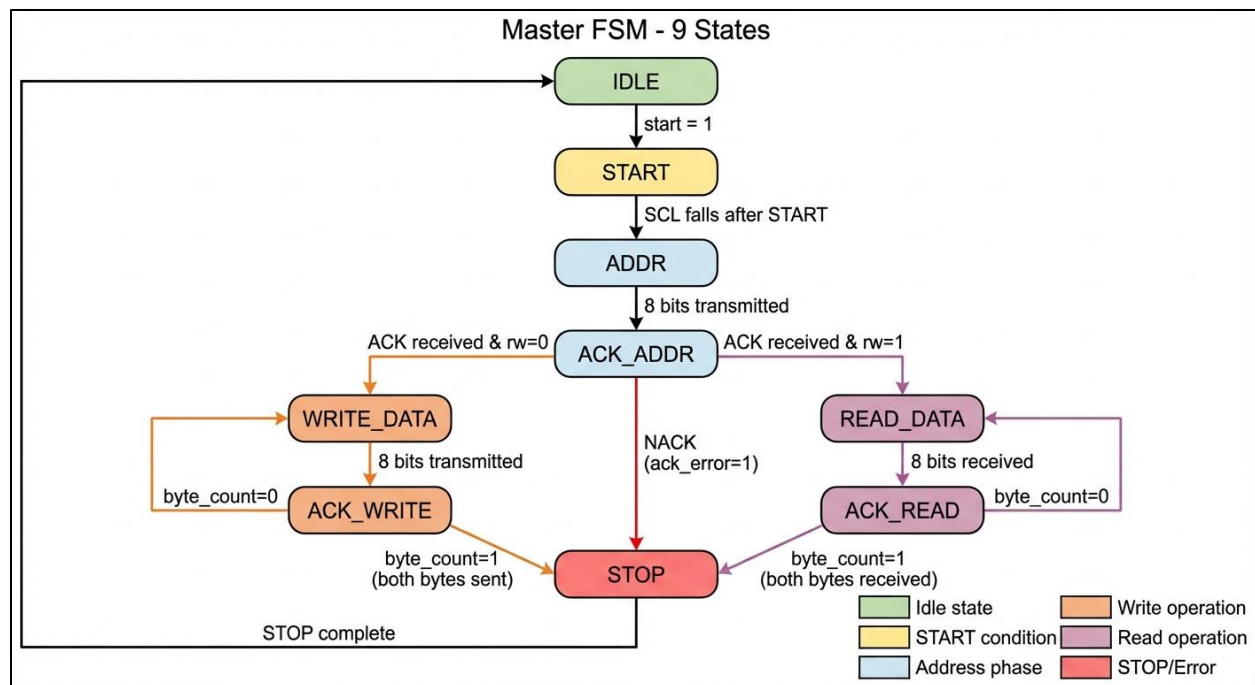 Master FSM - 9 States
IDLE
start = 1
START
SCL falls after START
ADDR
8 bits transmitted
ACK received & rw=0
ACK_ADDR
ACK received & rw=1
WRITE_DATA
READ_DATA
NACK
(ack_error=1)
8 bits transmitted
8 bits received
byte_count=0
ACK_WRITE
ACK_READ
byte_count=0
byte_count=1
(both bytes sent)
STOP
byte_count=1
(both bytes received)
STOP complete
Idle state
Write operation
START condition
Read operation
Address phase
STOP/Error